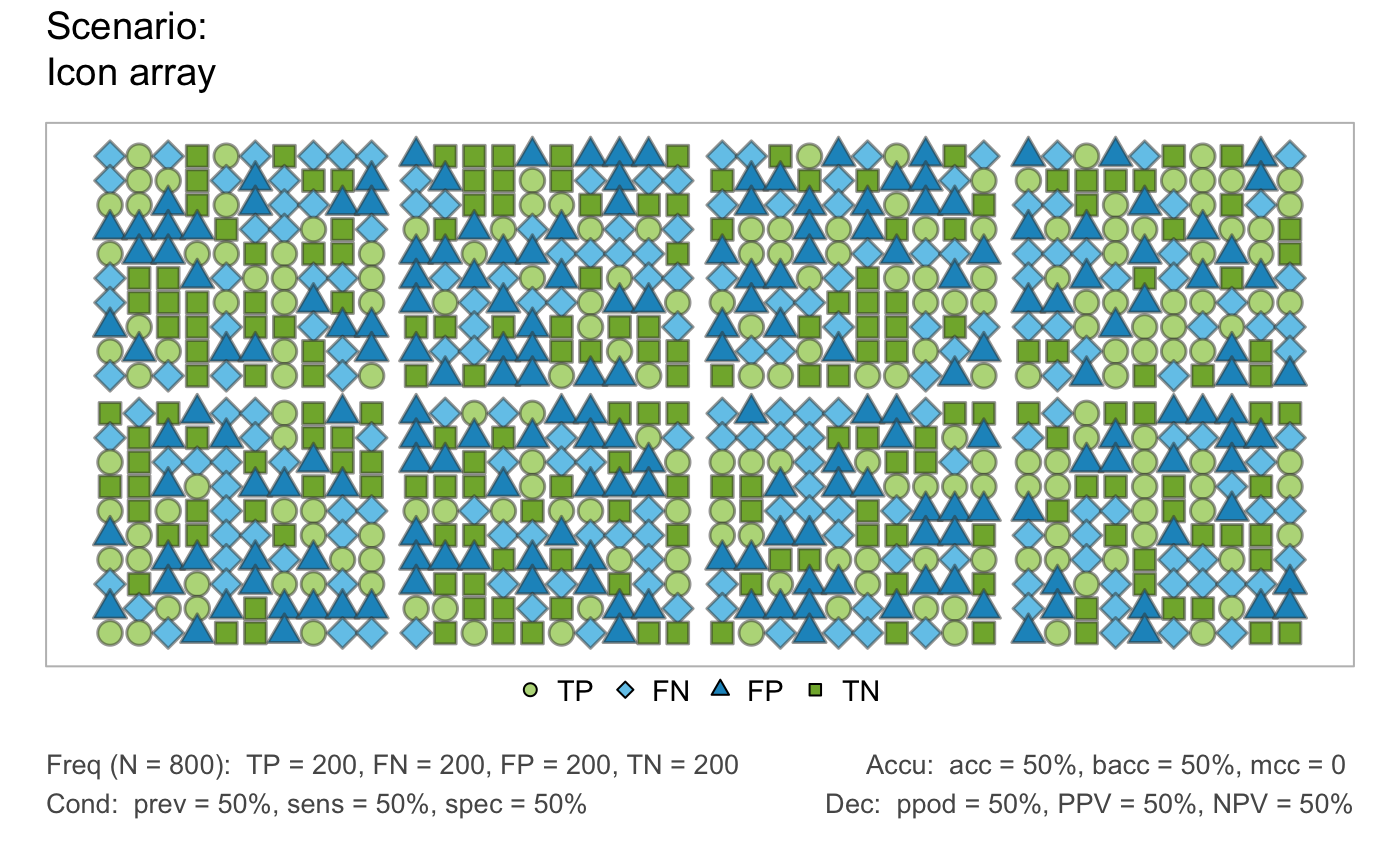 Scenario:
Icon array
TP FN FP TN
Freq (N = 800):  TP = 200, FN = 200, FP = 200, TN = 200
Accu:  acc = 50%, bacc = 50%, mcc = 0
Cond:  prev = 50%, sens = 50%, spec = 50%
Dec:  ppod = 50%, PPV = 50%, NPV = 50%